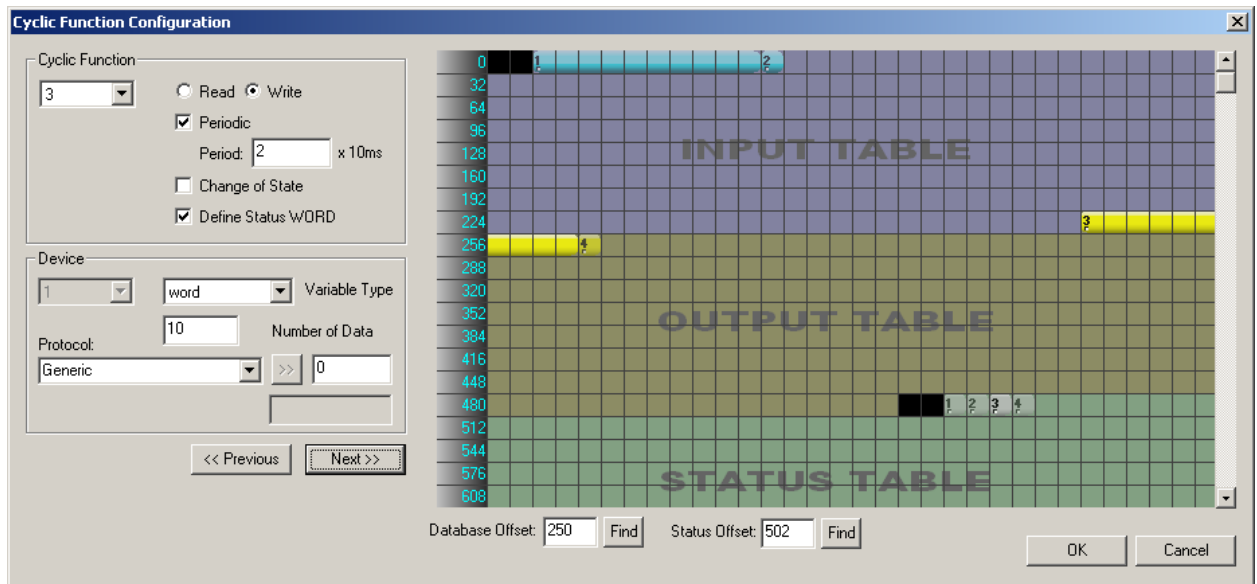 Cyclic Function Configuration
Cyclic Function
3
Read Write
Periodic
Period: 2 x 10ms
Change of State
Define Status WORD
Device
1 word Variable Type
10 Number of Data
Protocol:
Generic >> 0
<< Previous Next >>
0 1 2
32
64
96
128
160
192
224 3
256 4
288
320
352
384
416
448
480 1 2 3 4
512
544
576
608
INPUT TABLE
OUTPUT TABLE
STATUS TABLE
Database Offset: 250 Find Status Offset: 502 Find
OK Cancel